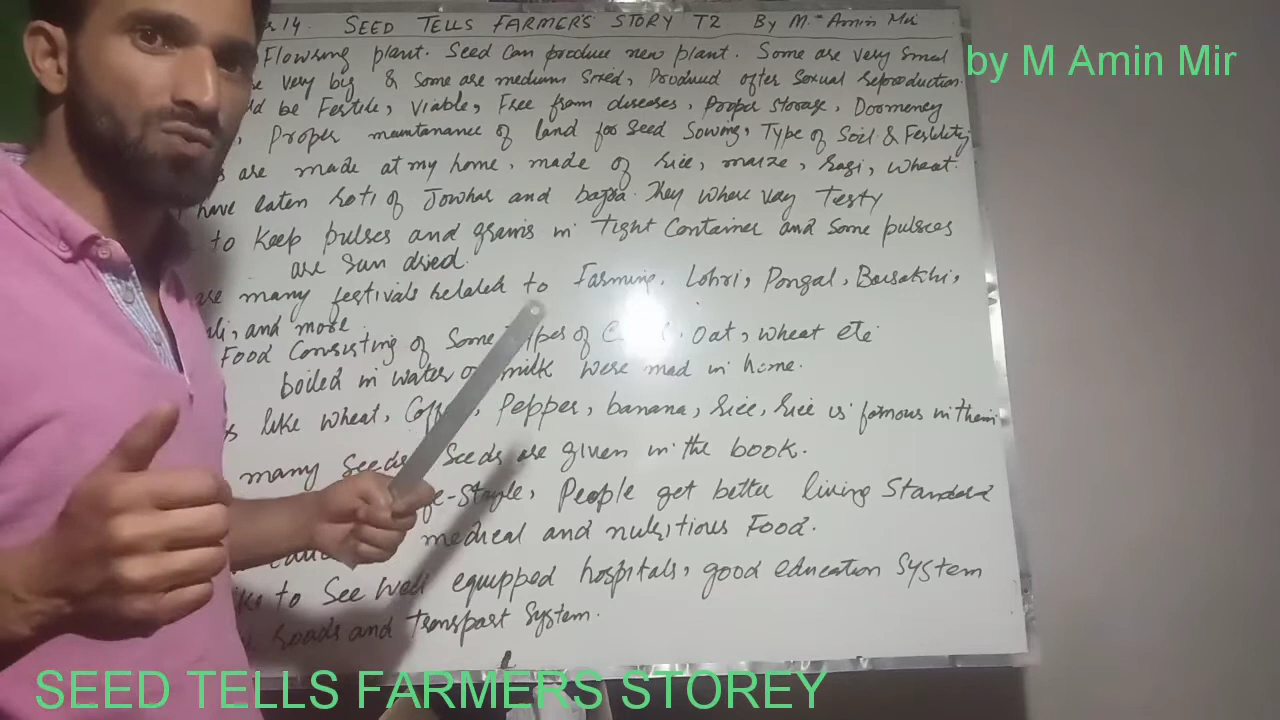 14. SEED TELLS FARMER'S STORY T2 By M. Amin Mir
by M Amin Mir
Flowsing plant. Seed can produce new plant. Some are very small
very big & some are medium sized, Produced after sexual reproduction.
be Fertile, Viable, Free from diseases, proper storage, Doomency
, Proper maintanance of land for seed sowing, Type of Soil & Fertility
are made at my home, made of rice, maize, ragi, wheat.
have eaten roti of Jowhar and bajra. They where very Testy
to keep pulses and grains in Tight Container and some pulsces
are sun dried.
are many festivals related to Farming. Lohri, Pongal, Baisakhi,
and more
Food Consisting of some types of oat, wheat etc
boiled in water or milk were mad in home.
like wheat, Coffee, Pepper, banana, rice, rice is famous in them
many seeds. Seeds are given in the book.
People get better living Standard
medical and nutritious Food.
to see well equipped hospitals, good education System
roads and transport System.
SEED TELLS FARMERS STOREY